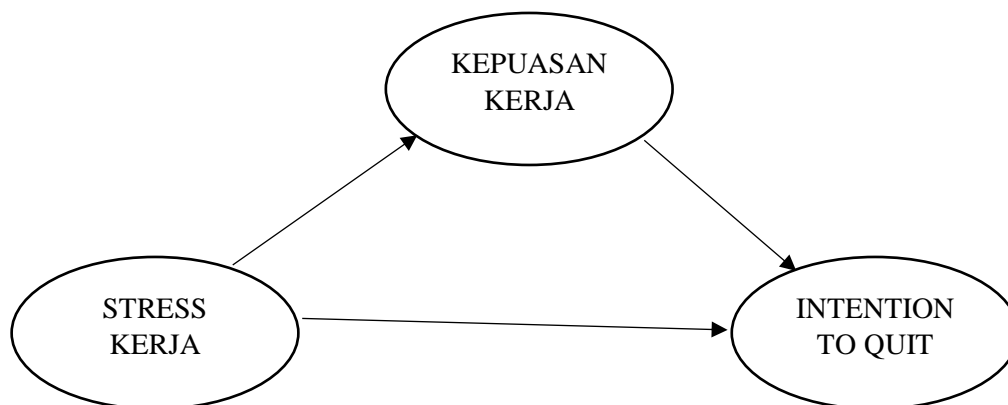 KEPUASAN
KERJA
STRESS
KERJA
INTENTION
TO QUIT